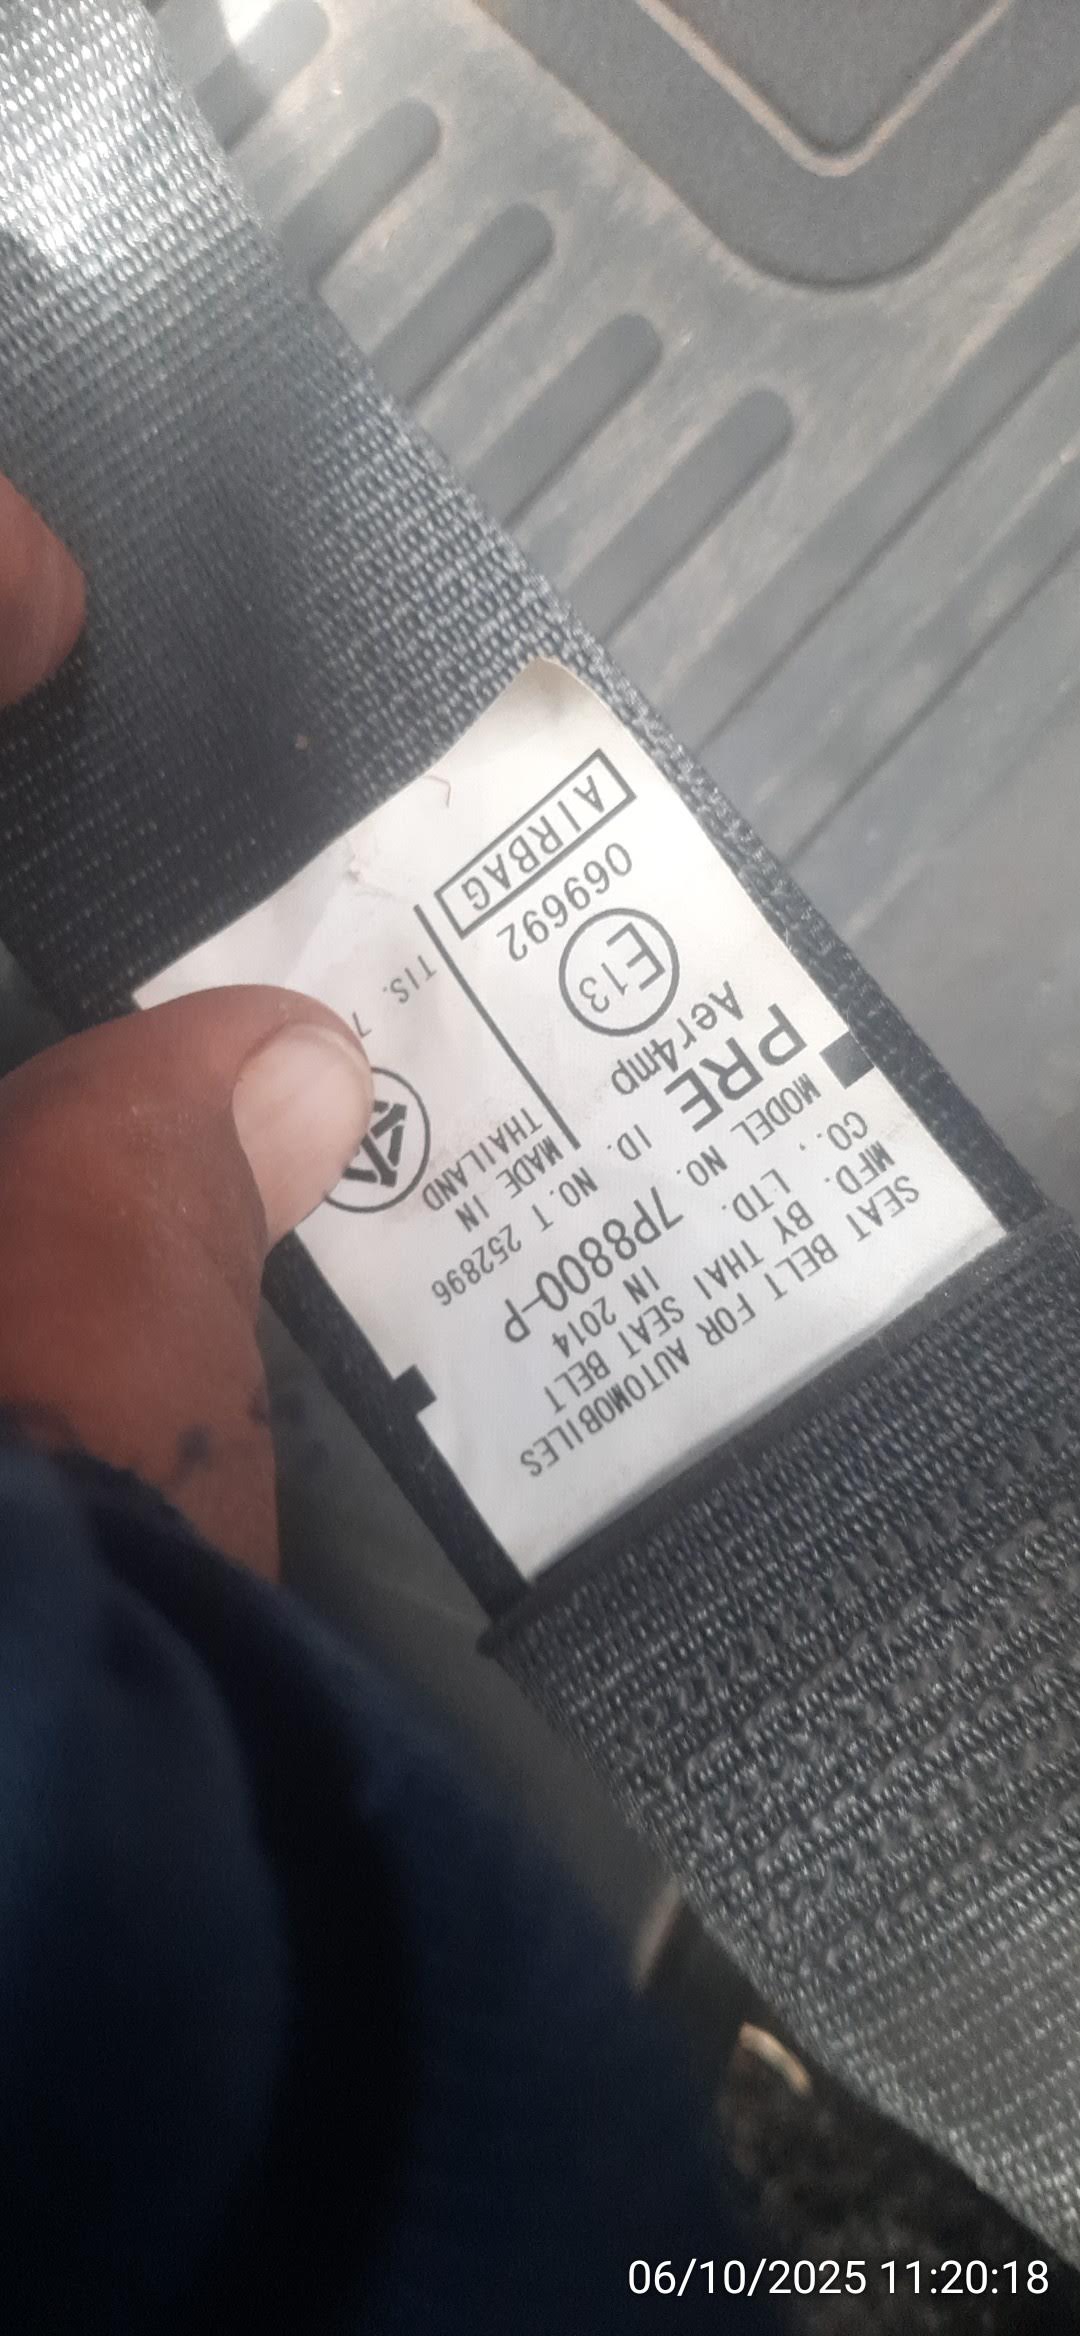 SEAT BELT FOR AUTOMOBILES
MFD. BY THAI SEAT BELT
CO., LTD. IN 2014
MODEL NO. 7P8800-P
PRE ID. NO. T 252896
Aer4mp
E13
069692
AIRBAG
MADE IN
THAILAND
TIS. 7
06/10/2025 11:20:18